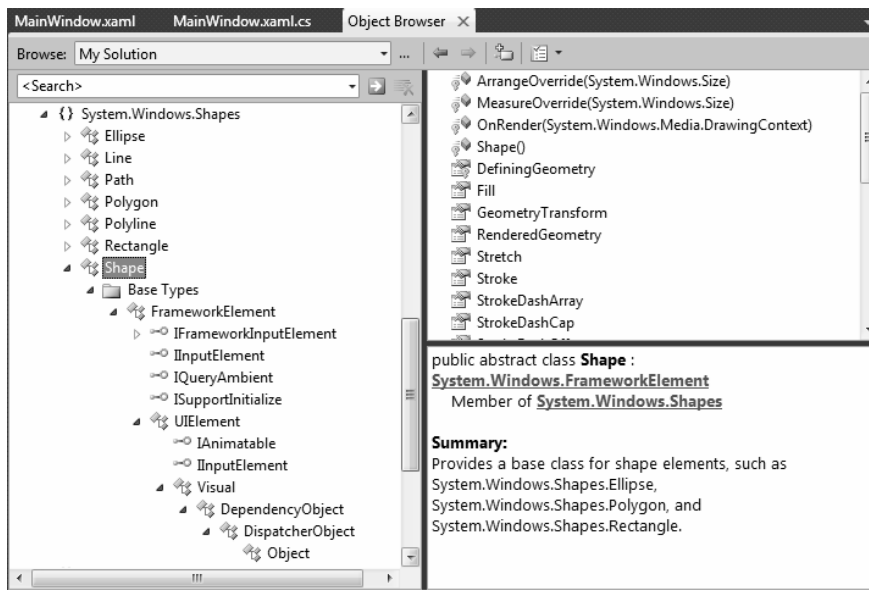 MainWindow.xaml MainWindow.xaml.cs Object Browser
Browse: My Solution ...
<Search>
{} System.Windows.Shapes
Ellipse
Line
Path
Polygon
Polyline
Rectangle
Shape
Base Types
FrameworkElement
IFrameworkInputElement
IInputElement
IQueryAmbient
ISupportInitialize
UIElement
IAnimatable
IInputElement
Visual
DependencyObject
DispatcherObject
Object
ArrangeOverride(System.Windows.Size)
MeasureOverride(System.Windows.Size)
OnRender(System.Windows.Media.DrawingContext)
Shape()
DefiningGeometry
Fill
GeometryTransform
RenderedGeometry
Stretch
Stroke
StrokeDashArray
StrokeDashCap
public abstract class Shape :
System.Windows.FrameworkElement
Member of System.Windows.Shapes
Summary:
Provides a base class for shape elements, such as
System.Windows.Shapes.Ellipse,
System.Windows.Shapes.Polygon, and
System.Windows.Shapes.Rectangle.